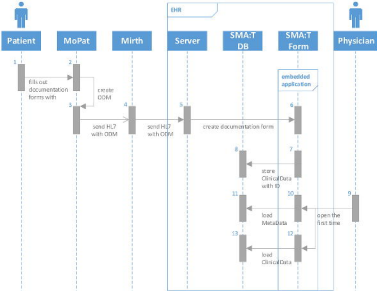 EHR
Patient
MoPat
Mirth
Server
SMA:T
DB
SMA:T
Form
Physician
1
2
fills out
documentation
forms with
create
ODM
embedded
application
3
4
5
6
send HL7
with ODM
send HL7
with ODM
create documentation form
8
7
store
ClinicalData
with ID
11
10
9
load
MetaData
open the
first time
13
12
load
ClinicalData